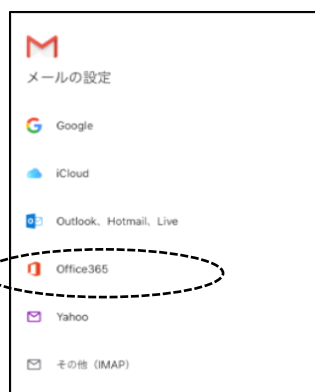 メールの設定
Google
iCloud
Outlook、Hotmail、Live
Office365
Yahoo
その他 (IMAP)